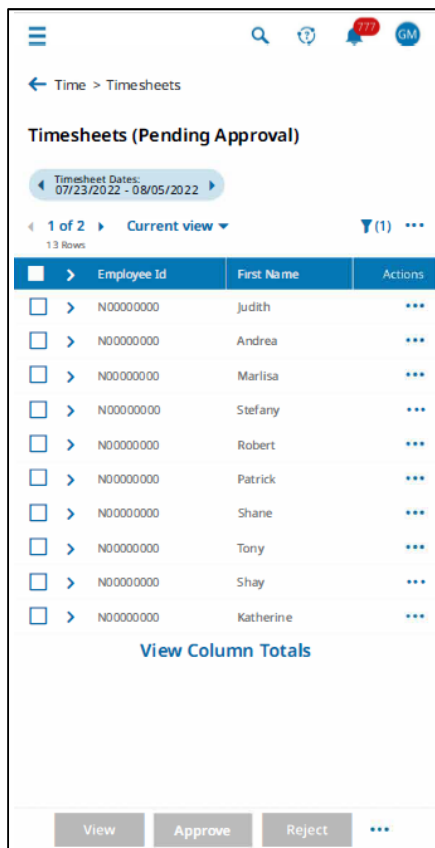 777
GM
Time > Timesheets
Timesheets (Pending Approval)
Timesheet Dates:
07/23/2022 - 08/05/2022
1 of 2 Current view (1)
13 Rows
Employee Id First Name Actions
N00000000 Judith
N00000000 Andrea
N00000000 Marlisa
N00000000 Stefany
N00000000 Robert
N00000000 Patrick
N00000000 Shane
N00000000 Tony
N00000000 Shay
N00000000 Katherine
View Column Totals
View Approve Reject